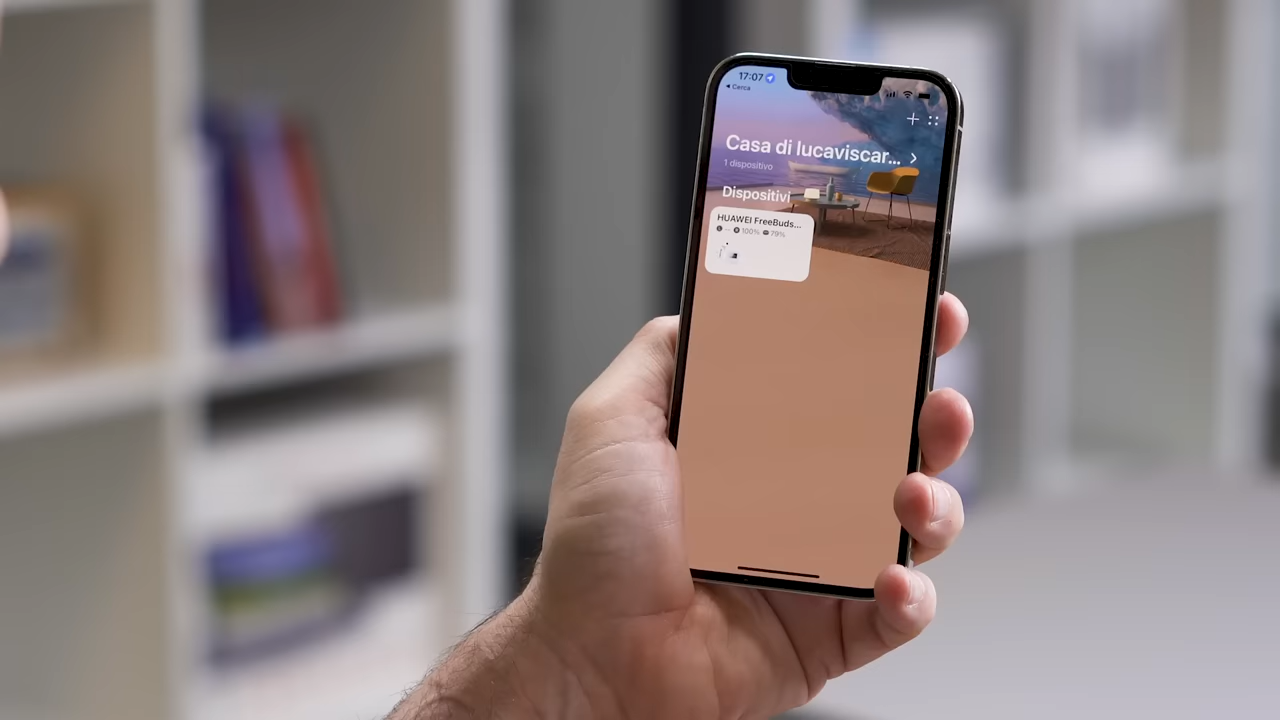 17:07
◀ Cerca
Casa di lucaviscar... >
1 dispositivo
Dispositivi
HUAWEI FreeBuds...
L -- R 100% 79%